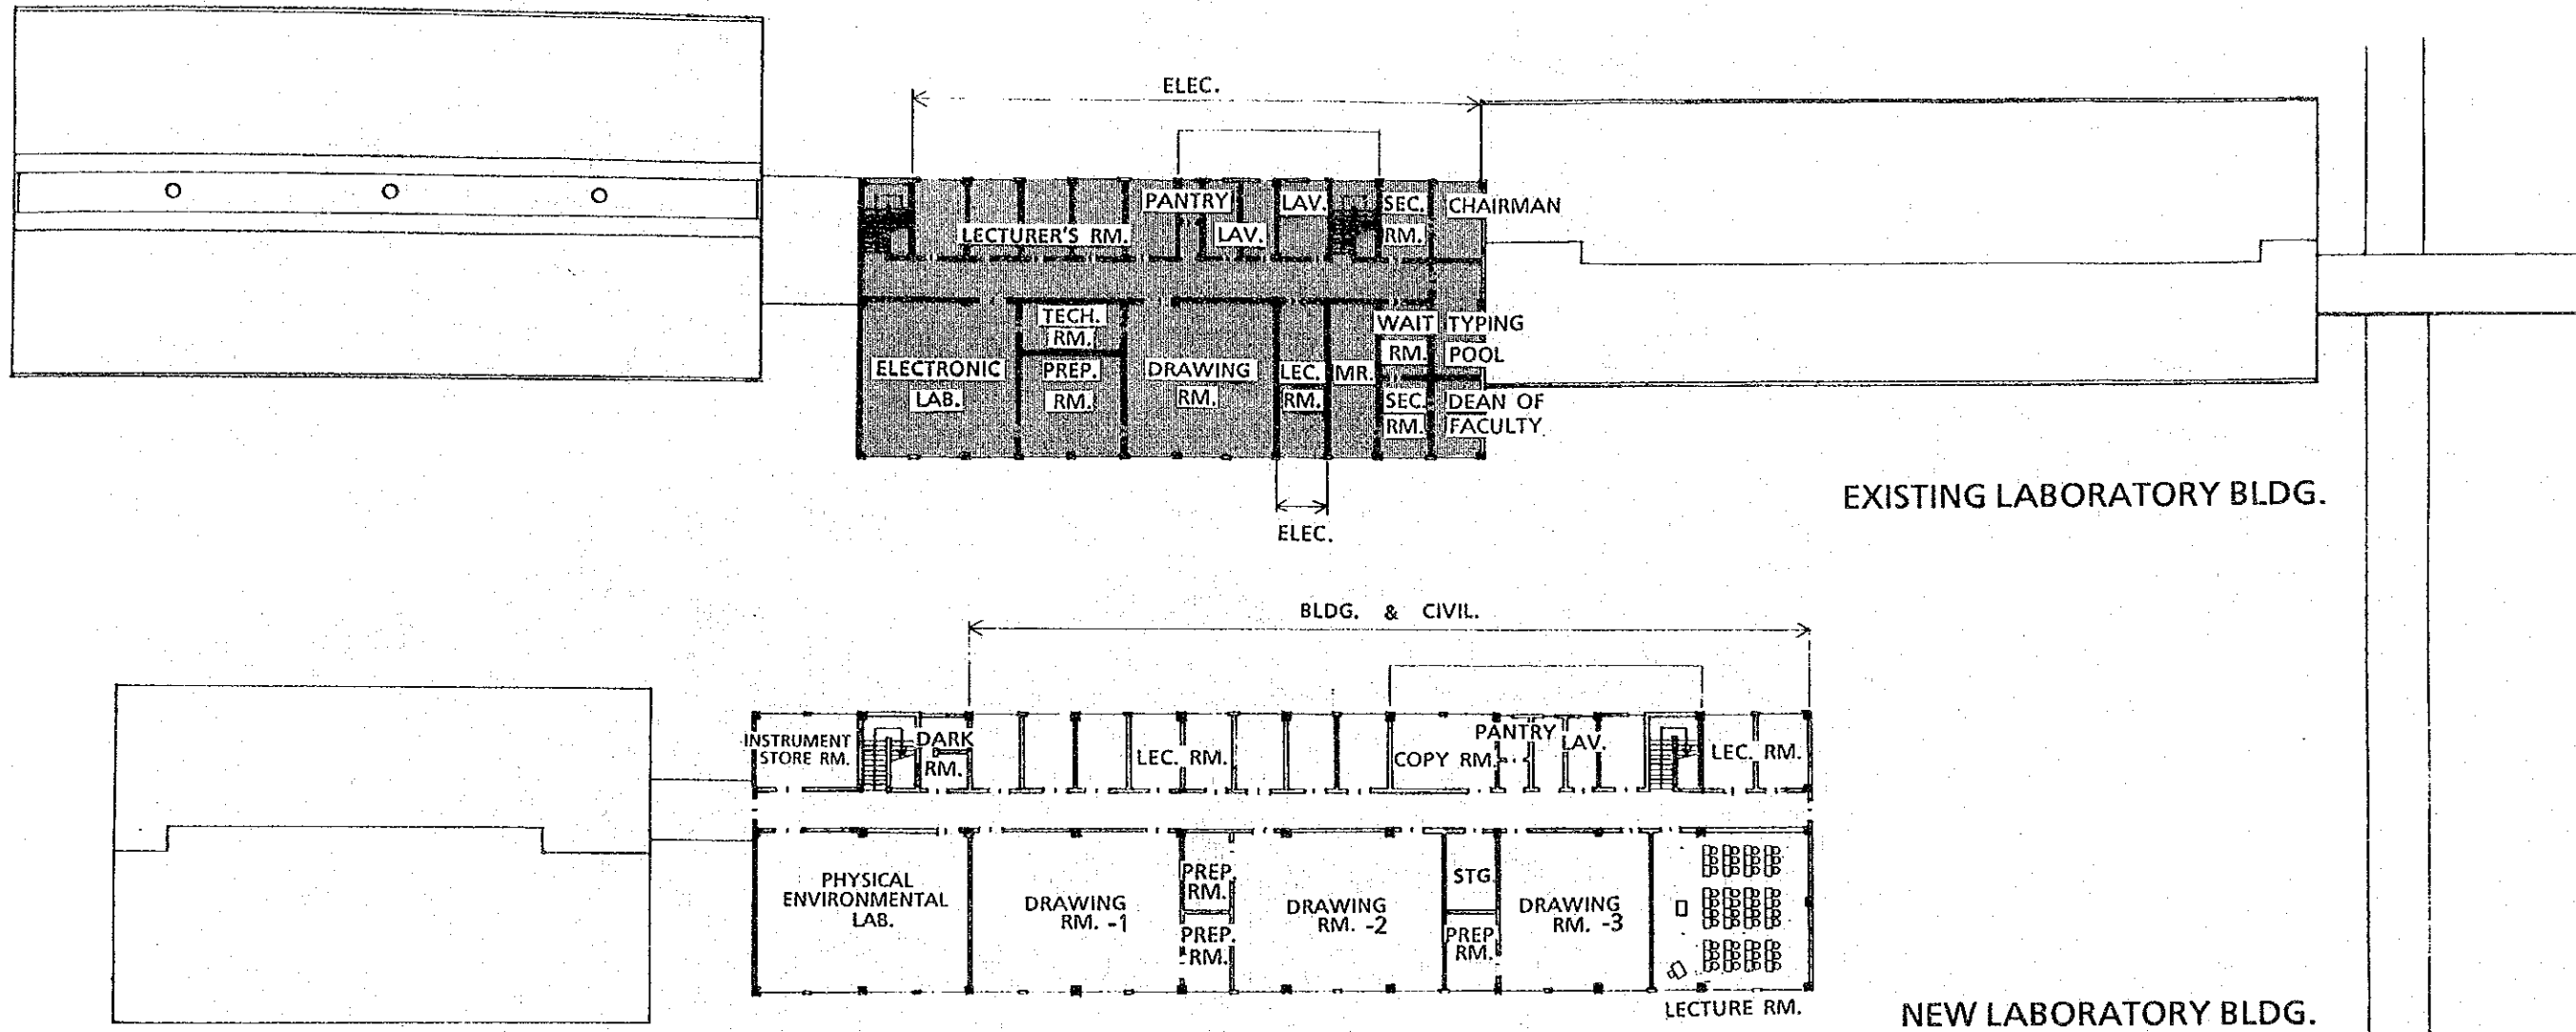 ELEC.
PANTRY
LAV.
SEC.
RM.
CHAIRMAN
LECTURER'S RM.
LAV.
TECH.
RM.
WAIT
RM.
TYPING
POOL
ELECTRONIC
LAB.
PREP.
RM.
DRAWING
RM.
LEC.
RM.
MR.
SEC.
RM.
DEAN OF
FACULTY.
EXISTING LABORATORY BLDG.
ELEC.
BLDG. & CIVIL.
INSTRUMENT
STORE RM.
DARK
RM.
LEC. RM.
COPY RM.
PANTRY
LAV.
LEC. RM.
PHYSICAL
ENVIRONMENTAL
LAB.
DRAWING
RM. -1
PREP.
RM.
PREP.
RM.
DRAWING
RM. -2
STG.
PREP.
RM.
DRAWING
RM. -3
LECTURE RM.
NEW LABORATORY BLDG.